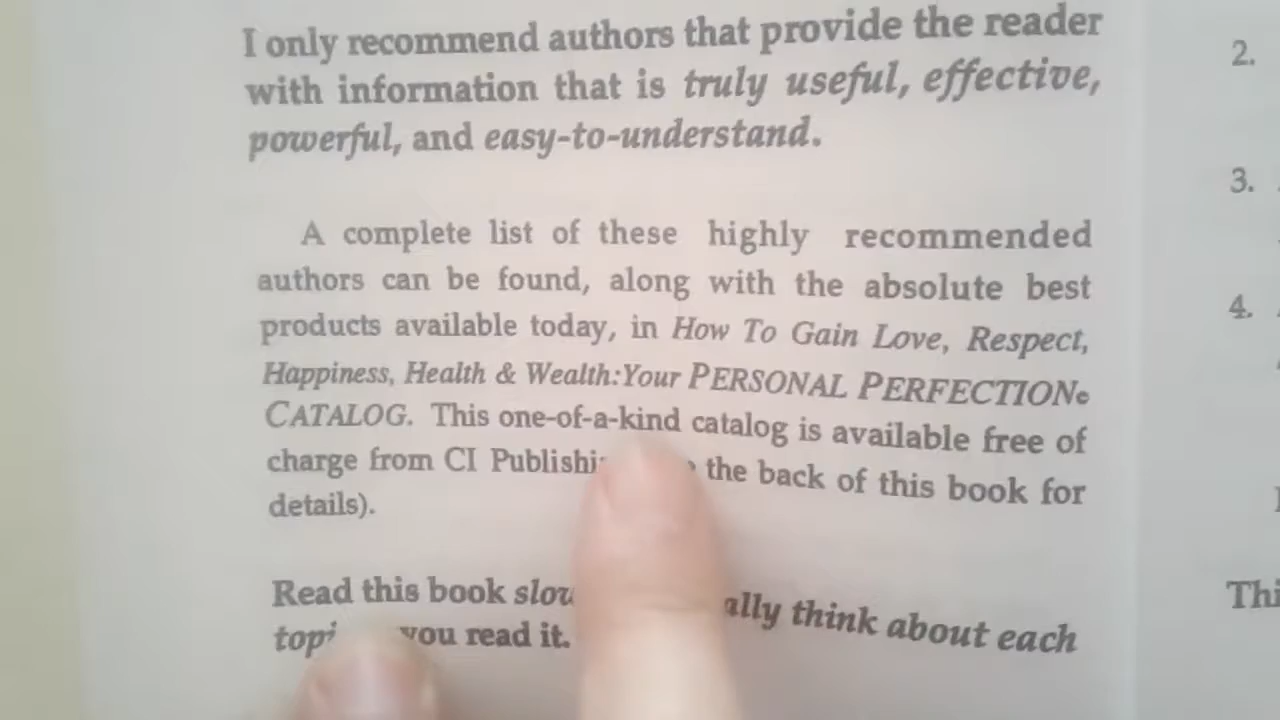 I only recommend authors that provide the reader
with information that is truly useful, effective,
powerful, and easy-to-understand.
A complete list of these highly recommended
authors can be found, along with the absolute best
products available today, in How To Gain Love, Respect,
Happiness, Health & Wealth:Your PERSONAL PERFECTION©
CATALOG. This one-of-a-kind catalog is available free of
charge from CI the back of this book for
details).
Read this book think about each
you read it.
2.
3.
4.